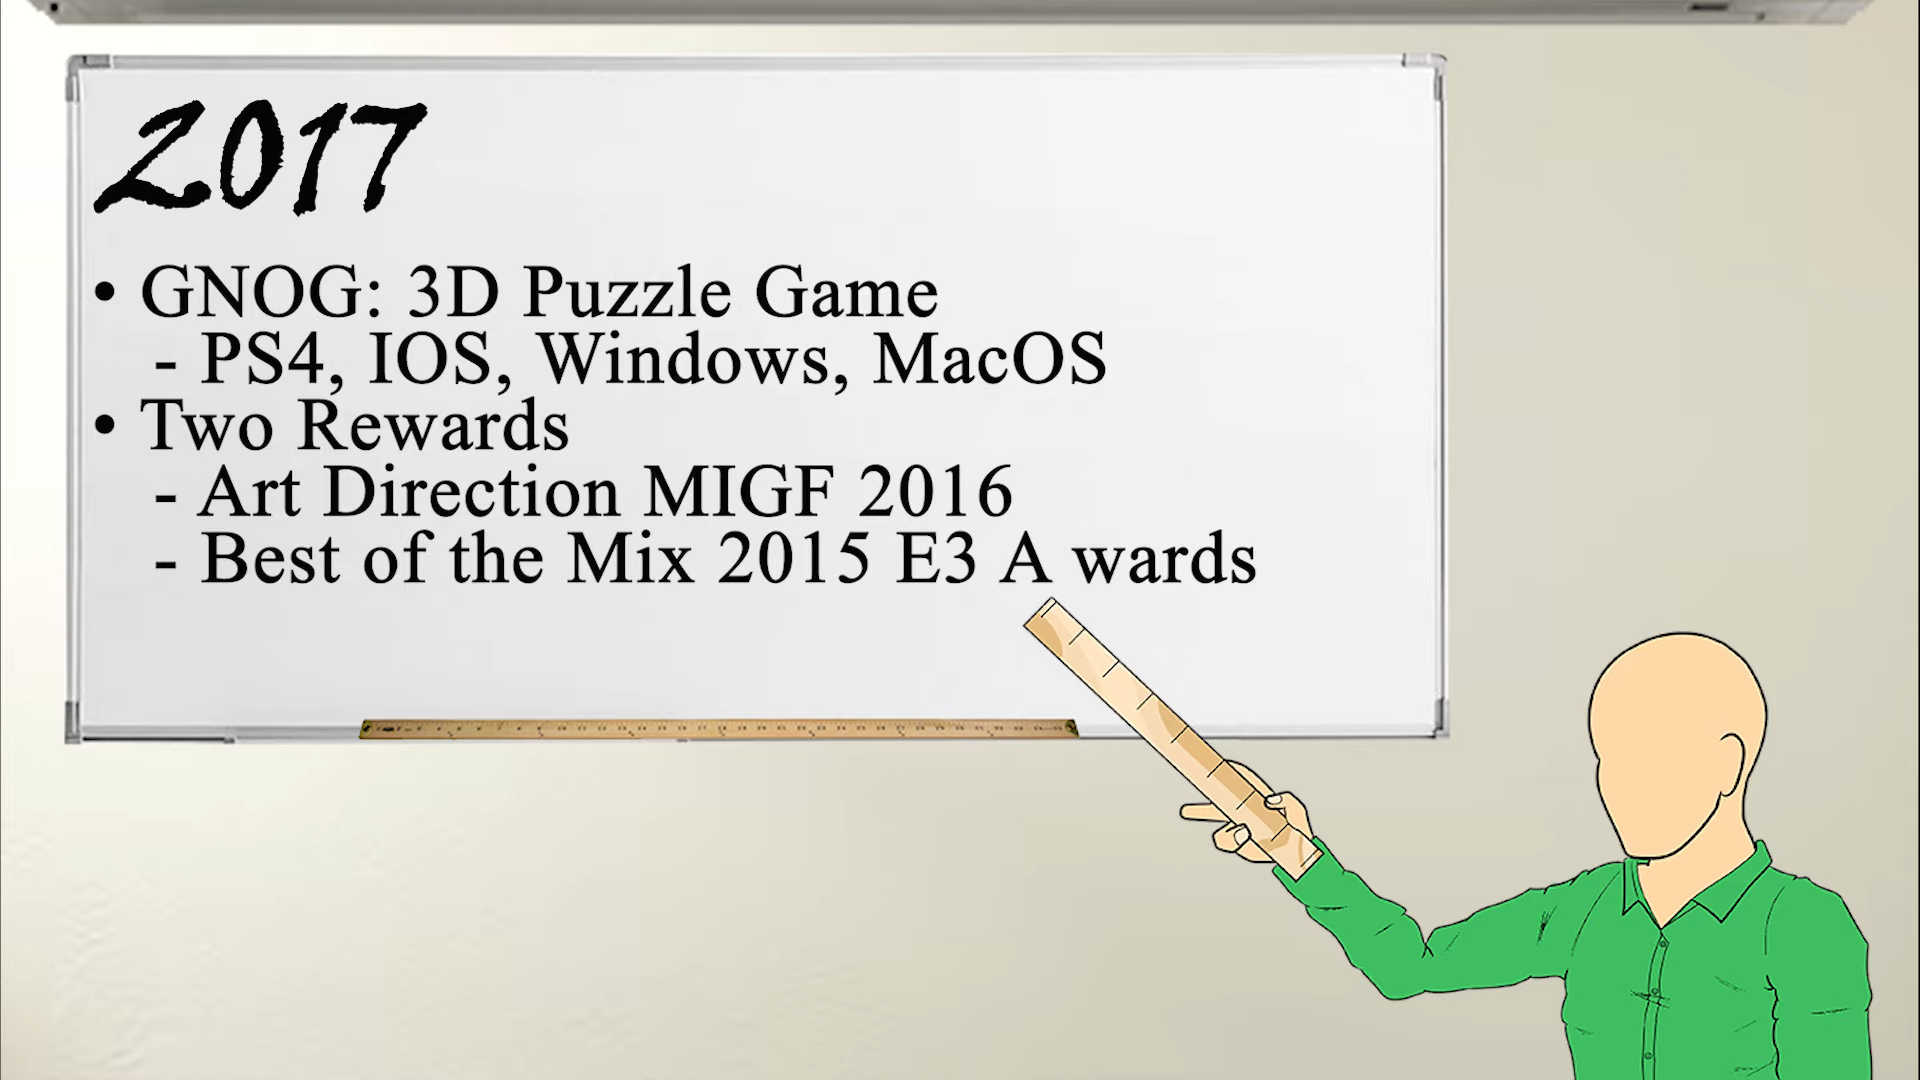 2017
• GNOG: 3D Puzzle Game
- PS4, IOS, Windows, MacOS
• Two Rewards
- Art Direction MIGF 2016
- Best of the Mix 2015 E3 A wards